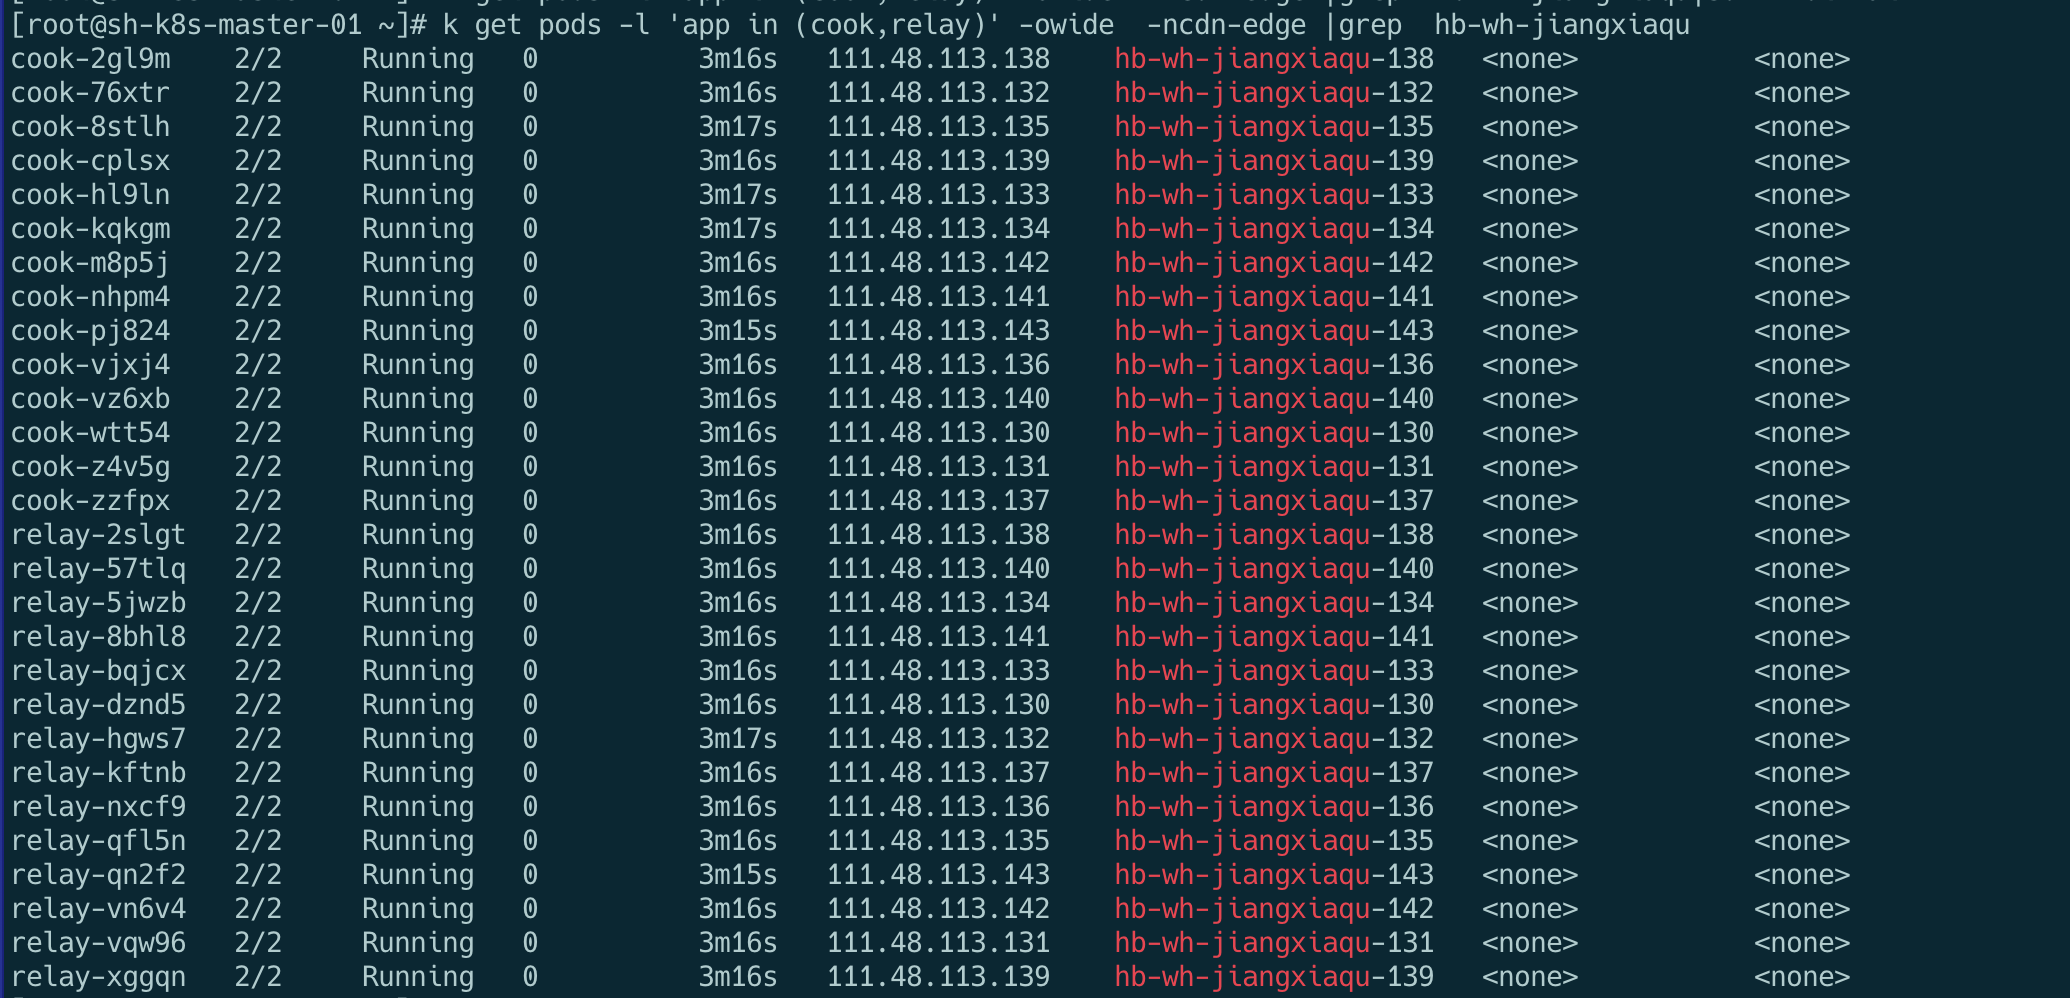 [root@sh-k8s-master-01 ~]# k get pods -l 'app in (cook,relay)' -owide  -ncdn-edge |grep  hb-wh-jiangxiaqu
cook-2gl9m    2/2     Running   0          3m16s   111.48.113.138    hb-wh-jiangxiaqu-138   <none>           <none>
cook-76xtr    2/2     Running   0          3m16s   111.48.113.132    hb-wh-jiangxiaqu-132   <none>           <none>
cook-8stlh    2/2     Running   0          3m17s   111.48.113.135    hb-wh-jiangxiaqu-135   <none>           <none>
cook-cplsx    2/2     Running   0          3m16s   111.48.113.139    hb-wh-jiangxiaqu-139   <none>           <none>
cook-hl9ln    2/2     Running   0          3m17s   111.48.113.133    hb-wh-jiangxiaqu-133   <none>           <none>
cook-kqkgm    2/2     Running   0          3m17s   111.48.113.134    hb-wh-jiangxiaqu-134   <none>           <none>
cook-m8p5j    2/2     Running   0          3m16s   111.48.113.142    hb-wh-jiangxiaqu-142   <none>           <none>
cook-nhpm4    2/2     Running   0          3m16s   111.48.113.141    hb-wh-jiangxiaqu-141   <none>           <none>
cook-pj824    2/2     Running   0          3m15s   111.48.113.143    hb-wh-jiangxiaqu-143   <none>           <none>
cook-vjxj4    2/2     Running   0          3m16s   111.48.113.136    hb-wh-jiangxiaqu-136   <none>           <none>
cook-vz6xb    2/2     Running   0          3m16s   111.48.113.140    hb-wh-jiangxiaqu-140   <none>           <none>
cook-wtt54    2/2     Running   0          3m16s   111.48.113.130    hb-wh-jiangxiaqu-130   <none>           <none>
cook-z4v5g    2/2     Running   0          3m16s   111.48.113.131    hb-wh-jiangxiaqu-131   <none>           <none>
cook-zzfpx    2/2     Running   0          3m16s   111.48.113.137    hb-wh-jiangxiaqu-137   <none>           <none>
relay-2slgt   2/2     Running   0          3m16s   111.48.113.138    hb-wh-jiangxiaqu-138   <none>           <none>
relay-57tlq   2/2     Running   0          3m16s   111.48.113.140    hb-wh-jiangxiaqu-140   <none>           <none>
relay-5jwzb   2/2     Running   0          3m16s   111.48.113.134    hb-wh-jiangxiaqu-134   <none>           <none>
relay-8bhl8   2/2     Running   0          3m16s   111.48.113.141    hb-wh-jiangxiaqu-141   <none>           <none>
relay-bqjcx   2/2     Running   0          3m16s   111.48.113.133    hb-wh-jiangxiaqu-133   <none>           <none>
relay-dznd5   2/2     Running   0          3m16s   111.48.113.130    hb-wh-jiangxiaqu-130   <none>           <none>
relay-hgws7   2/2     Running   0          3m17s   111.48.113.132    hb-wh-jiangxiaqu-132   <none>           <none>
relay-kftnb   2/2     Running   0          3m16s   111.48.113.137    hb-wh-jiangxiaqu-137   <none>           <none>
relay-nxcf9   2/2     Running   0          3m16s   111.48.113.136    hb-wh-jiangxiaqu-136   <none>           <none>
relay-qfl5n   2/2     Running   0          3m16s   111.48.113.135    hb-wh-jiangxiaqu-135   <none>           <none>
relay-qn2f2   2/2     Running   0          3m15s   111.48.113.143    hb-wh-jiangxiaqu-143   <none>           <none>
relay-vn6v4   2/2     Running   0          3m16s   111.48.113.142    hb-wh-jiangxiaqu-142   <none>           <none>
relay-vqw96   2/2     Running   0          3m16s   111.48.113.131    hb-wh-jiangxiaqu-131   <none>           <none>
relay-xggqn   2/2     Running   0          3m16s   111.48.113.139    hb-wh-jiangxiaqu-139   <none>           <none>